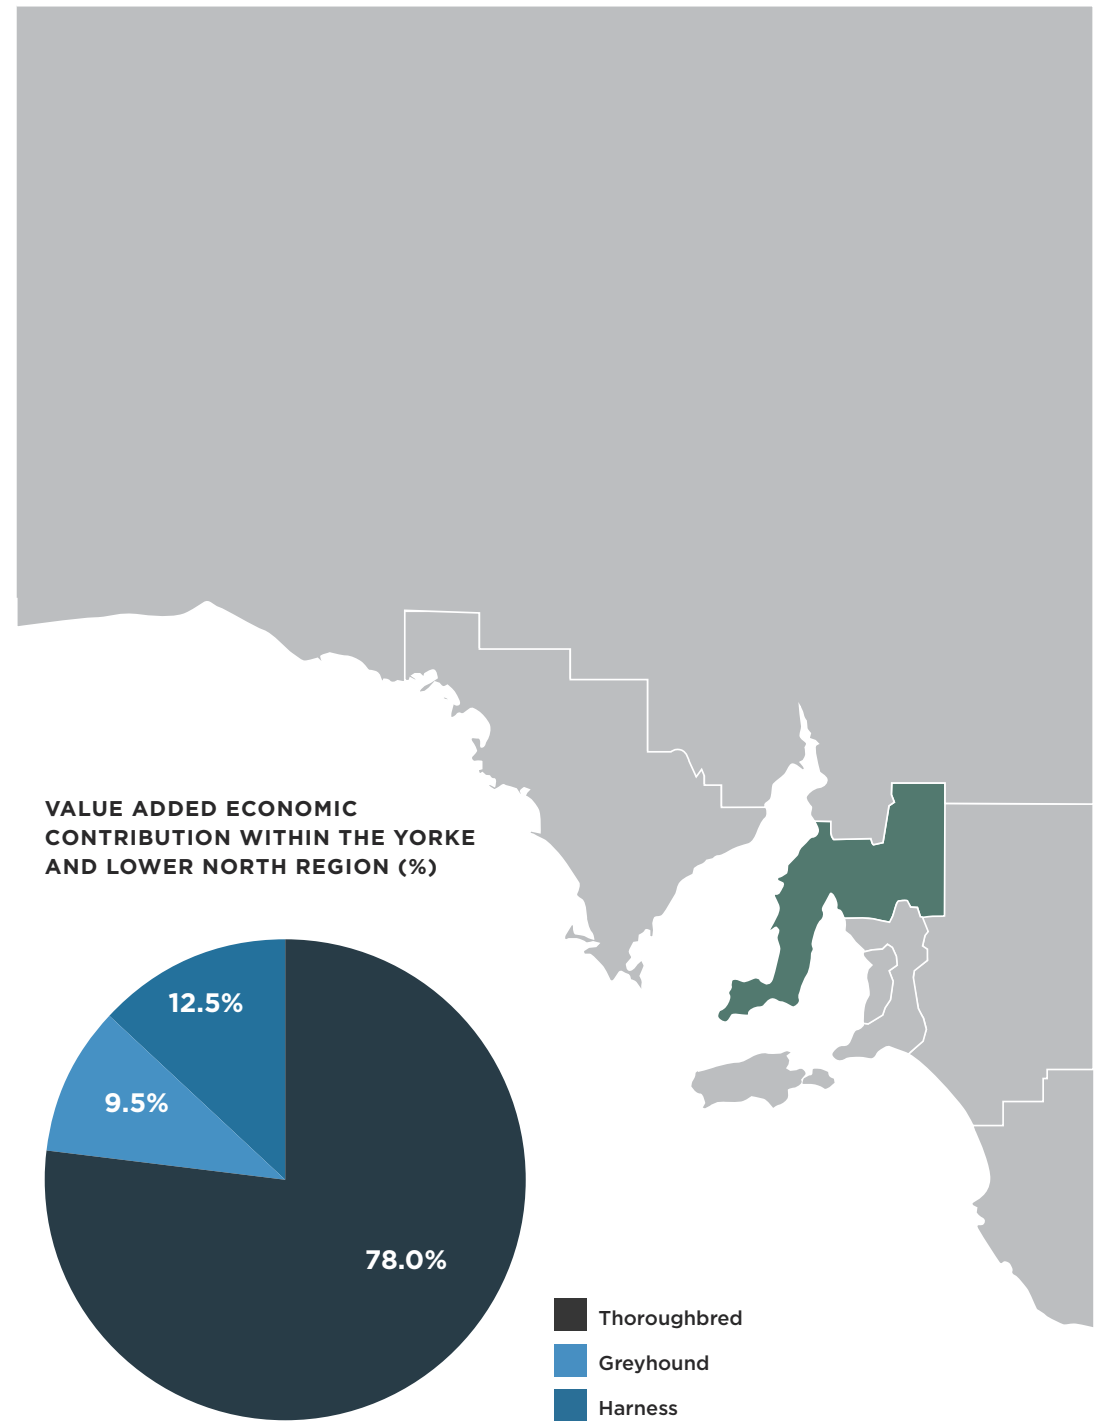 VALUE ADDED ECONOMIC
CONTRIBUTION WITHIN THE YORKE
AND LOWER NORTH REGION (%)
12.5%
9.5%
78.0%
Thoroughbred
Greyhound
Harness